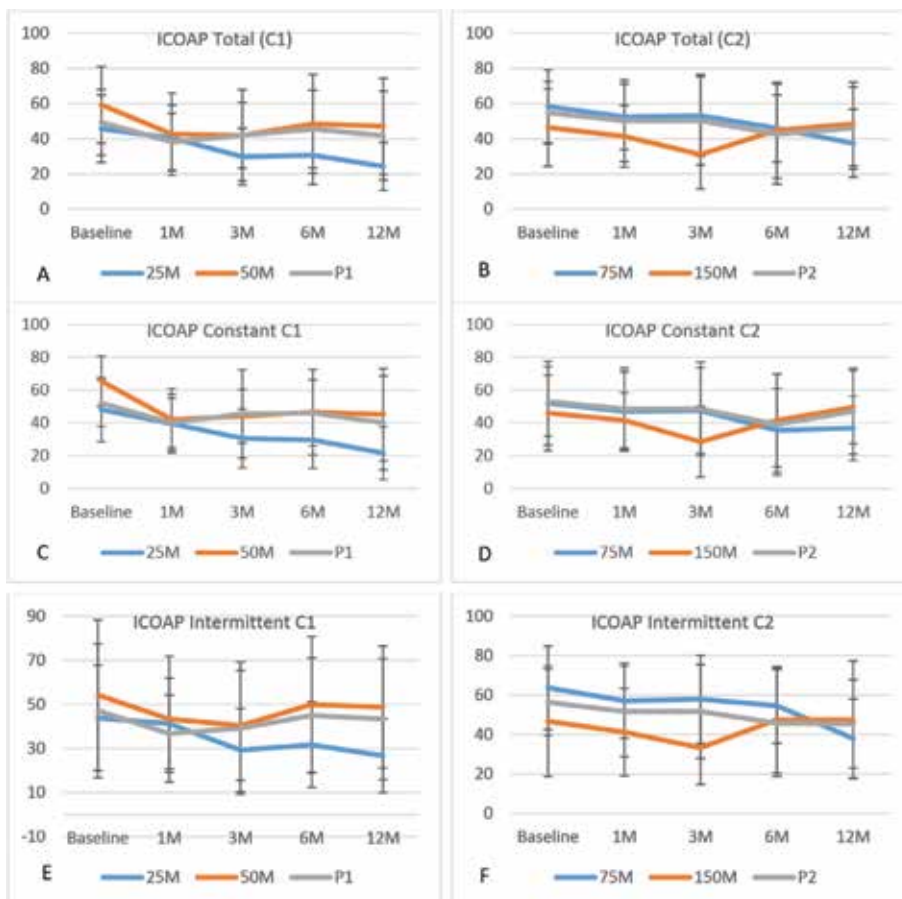 ICOAP Total (C1)
100
80
60
40
20
0
Baseline 1M 3M 6M 12M
A
25M 50M P1
ICOAP Total (C2)
100
80
60
40
20
0
Baseline 1M 3M 6M 12M
B
75M 150M P2
ICOAP Constant C1
100
80
60
40
20
0
Baseline 1M 3M 6M 12M
C
25M 50M P1
ICOAP Constant C2
100
80
60
40
20
0
Baseline 1M 3M 6M 12M
D
75M 150M P2
ICOAP Intermittent C1
90
70
50
30
10
-10
Baseline 1M 3M 6M 12M
E
25M 50M P1
ICOAP Intermittent C2
100
80
60
40
20
0
Baseline 1M 3M 6M 12M
F
75M 150M P2